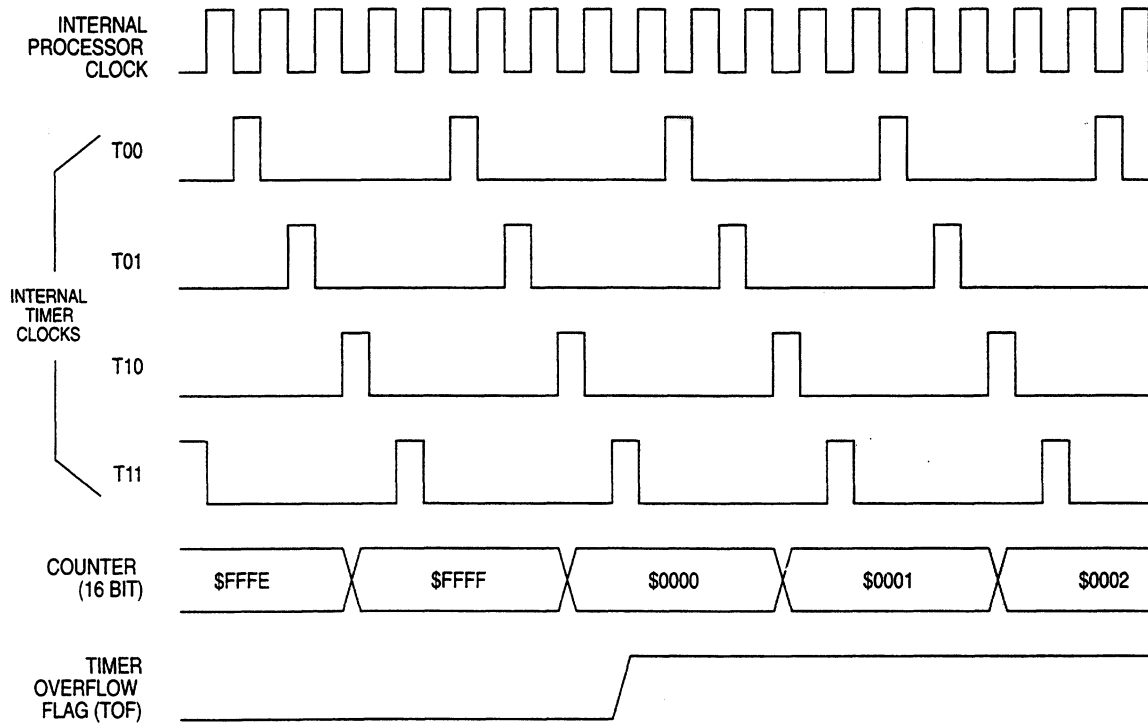 INTERNAL
PROCESSOR
CLOCK
T00
T01
INTERNAL
TIMER
CLOCKS
T10
T11
COUNTER
(16 BIT)
$FFFE
$FFFF
$0000
$0001
$0002
TIMER
OVERFLOW
FLAG (TOF)